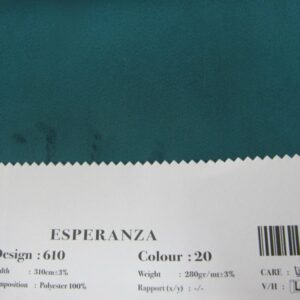 ESPERANZA
Design : 610 Colour : 20
Width : 310cm±3% Weight : 280gr/mt±3% CARE :
Composition : Polyester 100% Rapport (x/y) : -/- V/H :